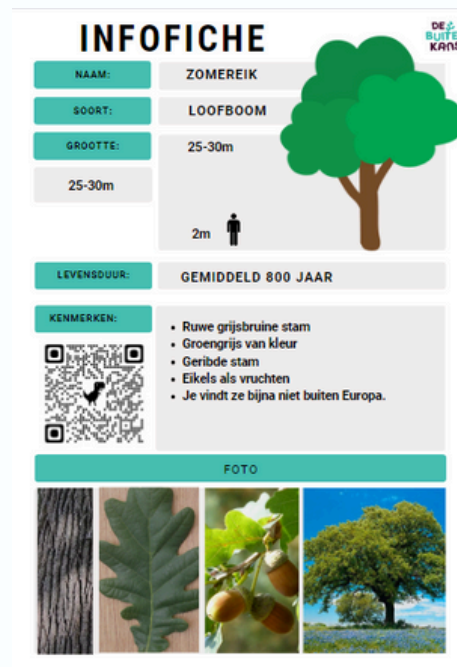 INFOFICHE
DE
BUITE
KANS
NAAM:
ZOMEREIK
SOORT:
LOOFBOOM
GROOTTE:
25-30m
25-30m
2m
LEVENSDUUR:
GEMIDDELD 800 JAAR
KENMERKEN:
• Ruwe grijsbruine stam
• Groengrijs van kleur
• Geribde stam
• Eikels als vruchten
• Je vindt ze bijna niet buiten Europa.
FOTO